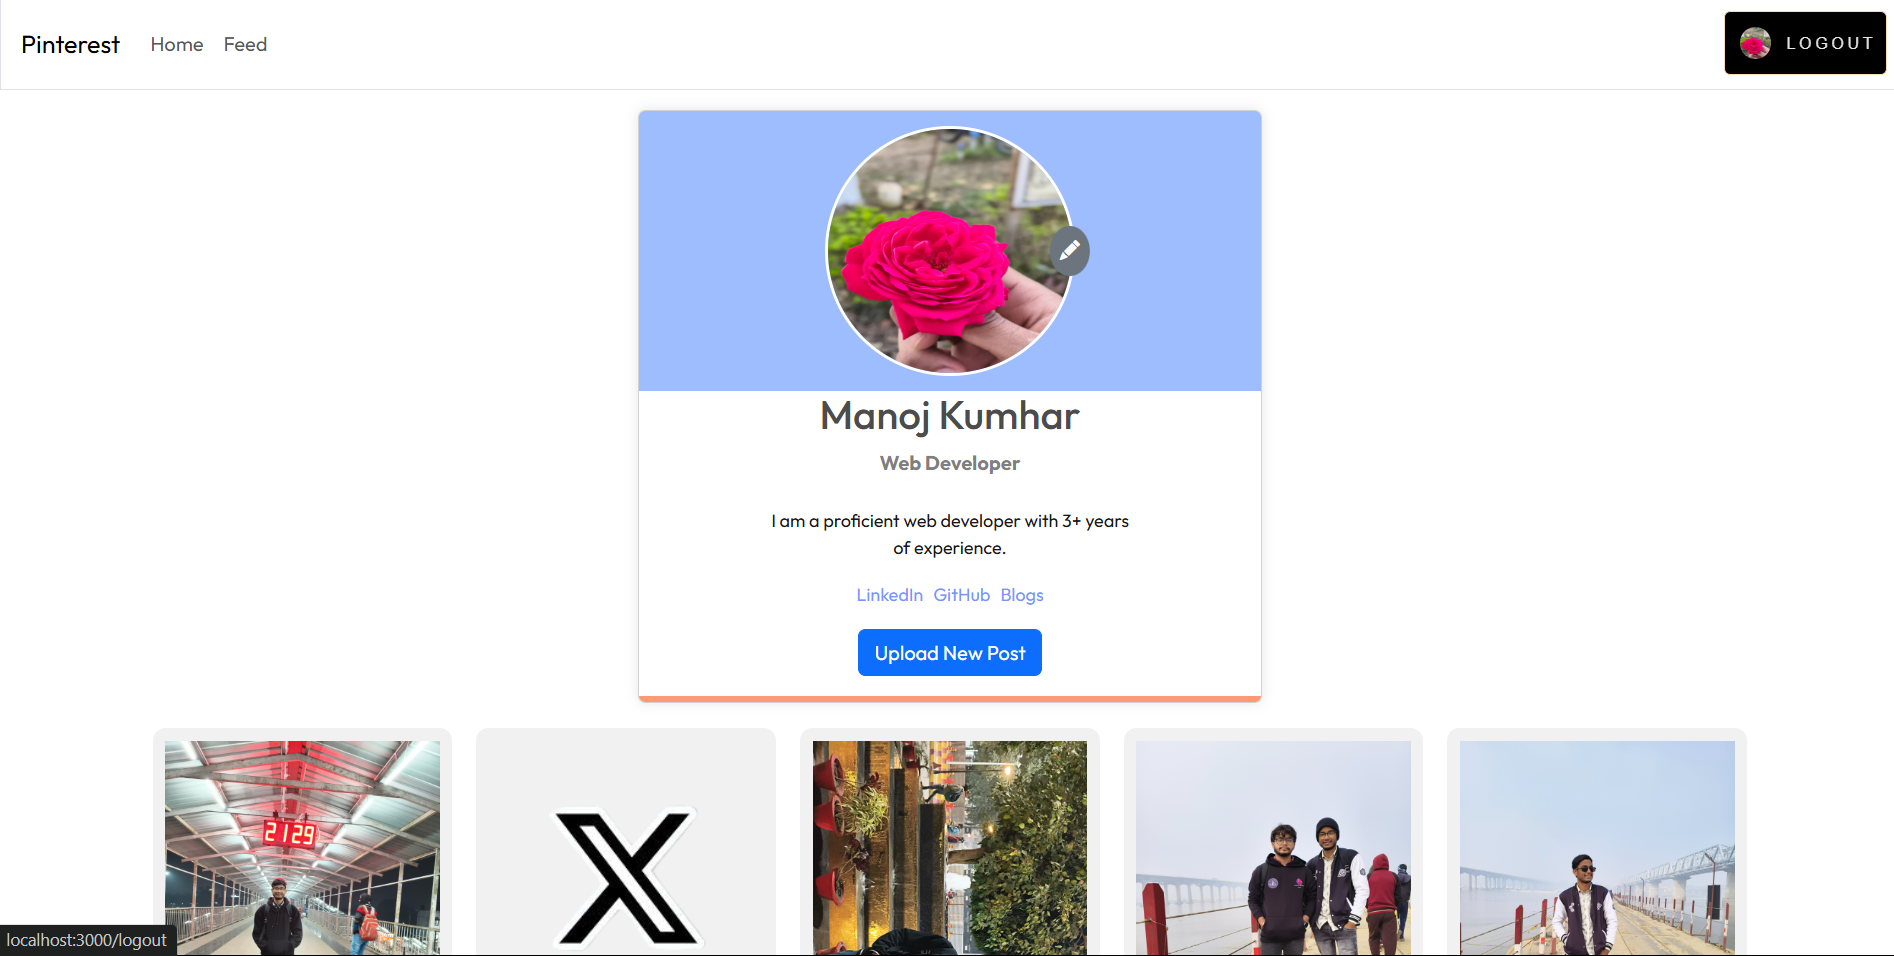 Pinterest Home Feed LOGOUT
Manoj Kumhar
Web Developer
I am a proficient web developer with 3+ years
of experience.
LinkedIn GitHub Blogs
Upload New Post
2129
X
localhost:3000/logout